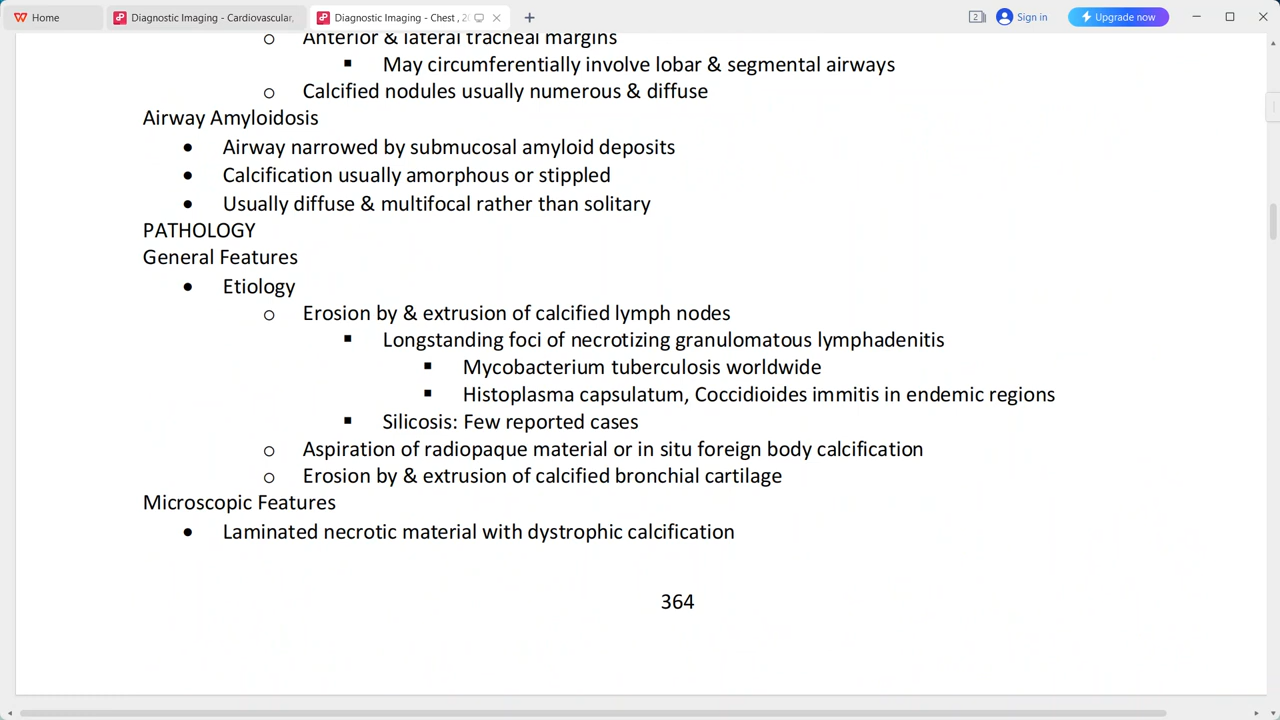 Home
Diagnostic Imaging - Cardiovascular,
Diagnostic Imaging - Chest , 20
2
Sign in
Upgrade now
o Anterior & lateral tracheal margins
▪ May circumferentially involve lobar & segmental airways
o Calcified nodules usually numerous & diffuse
Airway Amyloidosis
• Airway narrowed by submucosal amyloid deposits
• Calcification usually amorphous or stippled
• Usually diffuse & multifocal rather than solitary
PATHOLOGY
General Features
• Etiology
o Erosion by & extrusion of calcified lymph nodes
▪ Longstanding foci of necrotizing granulomatous lymphadenitis
▪ Mycobacterium tuberculosis worldwide
▪ Histoplasma capsulatum, Coccidioides immitis in endemic regions
▪ Silicosis: Few reported cases
o Aspiration of radiopaque material or in situ foreign body calcification
o Erosion by & extrusion of calcified bronchial cartilage
Microscopic Features
• Laminated necrotic material with dystrophic calcification
364